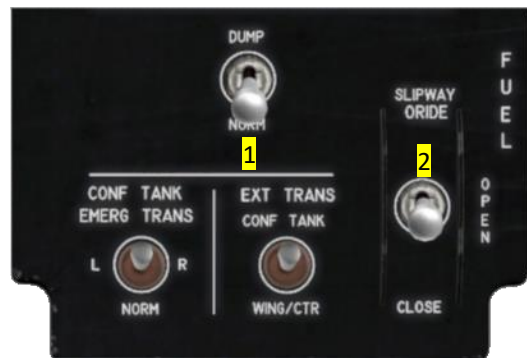 DUMP
NORM
1
CONF TANK
EMERG TRANS
L
R
NORM
EXT TRANS
CONF TANK
WING/CTR
SLIPWAY
ORIDE
2
OPEN
CLOSE
FUEL